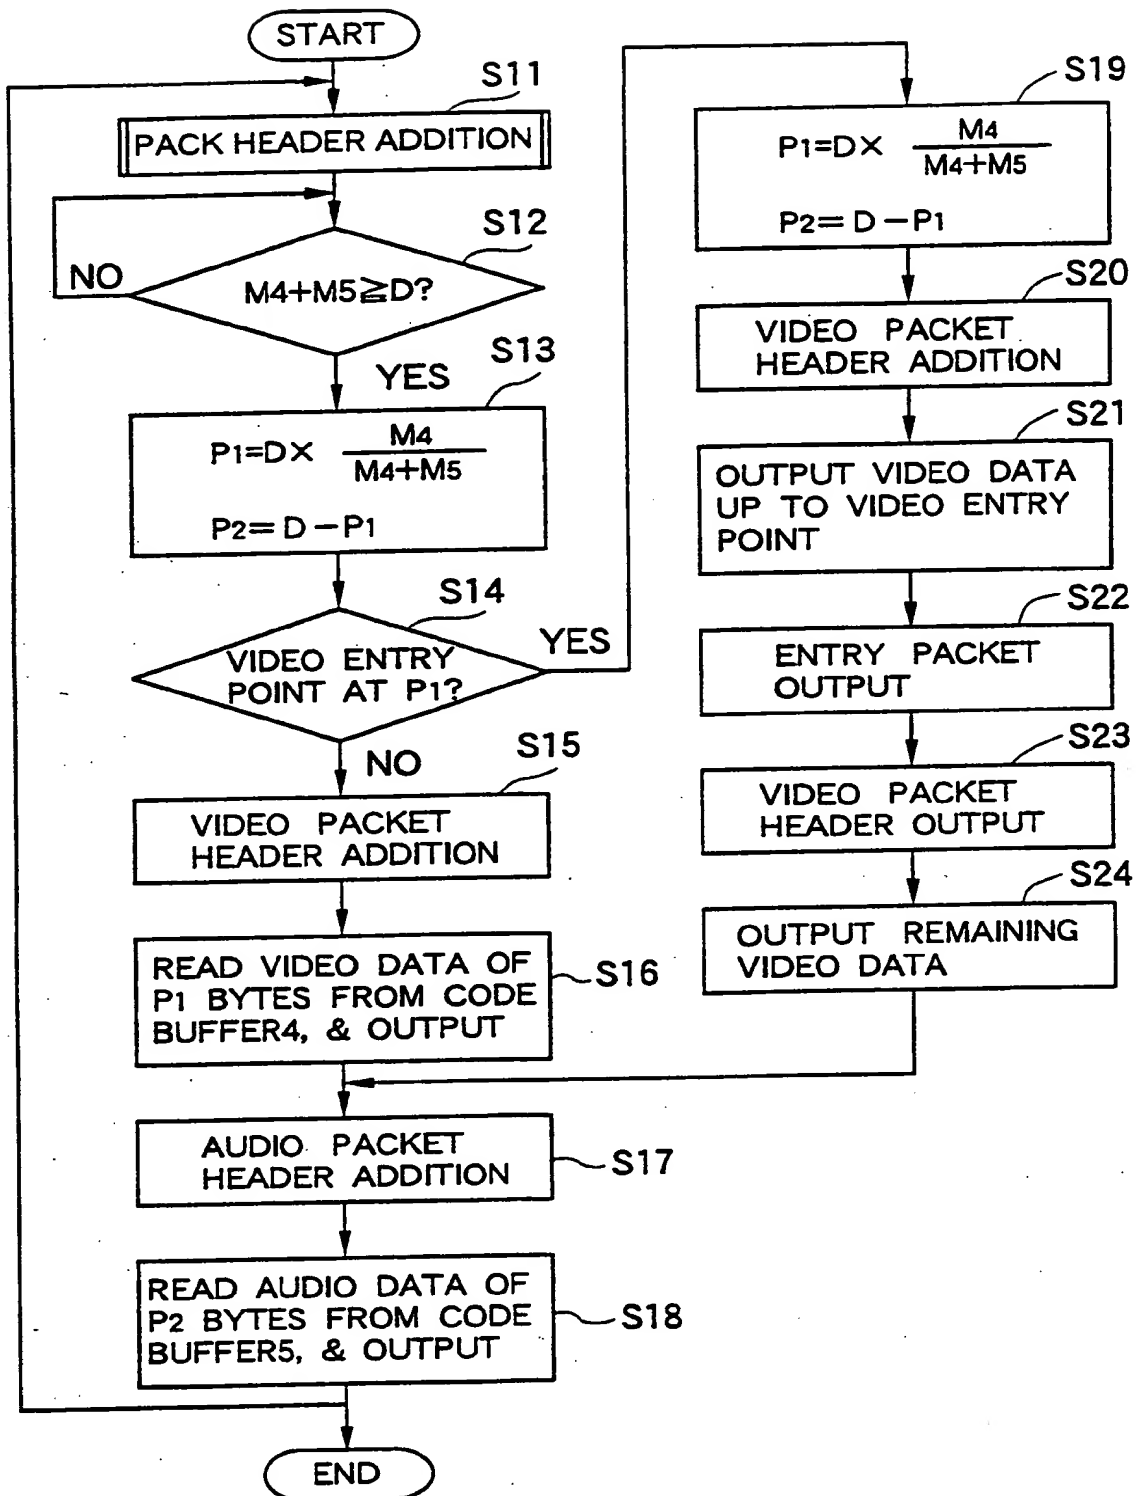 START
S11
PACK HEADER ADDITION
S12
NO
M4+M5≧D?
S13
YES
P1=D× M4
M4+M5
P2=D-P1
S14
VIDEO ENTRY
POINT AT P1?
YES
S15
NO
VIDEO PACKET
HEADER ADDITION
READ VIDEO DATA OF
P1 BYTES FROM CODE
BUFFER4, & OUTPUT
S16
AUDIO PACKET
HEADER ADDITION
S17
READ AUDIO DATA OF
P2 BYTES FROM CODE
BUFFER5, & OUTPUT
S18
END
S19
P1=D× M4
M4+M5
P2=D-P1
S20
VIDEO PACKET
HEADER ADDITION
S21
OUTPUT VIDEO DATA
UP TO VIDEO ENTRY
POINT
S22
ENTRY PACKET
OUTPUT
S23
VIDEO PACKET
HEADER OUTPUT
S24
OUTPUT REMAINING
VIDEO DATA